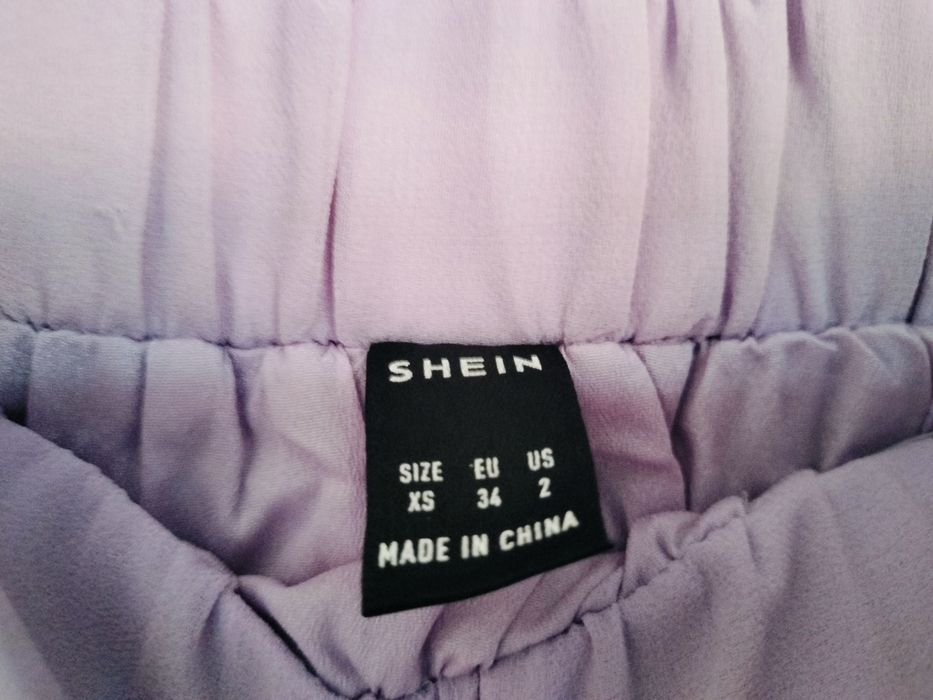 SHEIN
SIZE EU US
XS 34 2
MADE IN CHINA